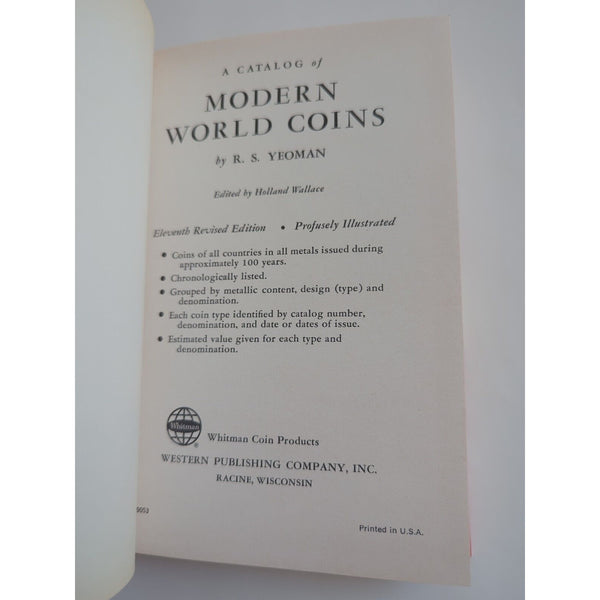 A CATALOG of
MODERN
WORLD COINS
by R. S. YEOMAN
Edited by Holland Wallace
Eleventh Revised Edition • Profusely Illustrated
• Coins of all countries in all metals issued during
approximately 100 years.
• Chronologically listed.
• Grouped by metallic content, design (type) and
denomination.
• Each coin type identified by catalog number,
denomination, and date or dates of issue.
• Estimated value given for each type and
denomination.
Whitman ®
Whitman Coin Products
WESTERN PUBLISHING COMPANY, INC.
RACINE, WISCONSIN
9053
Printed in U.S.A.